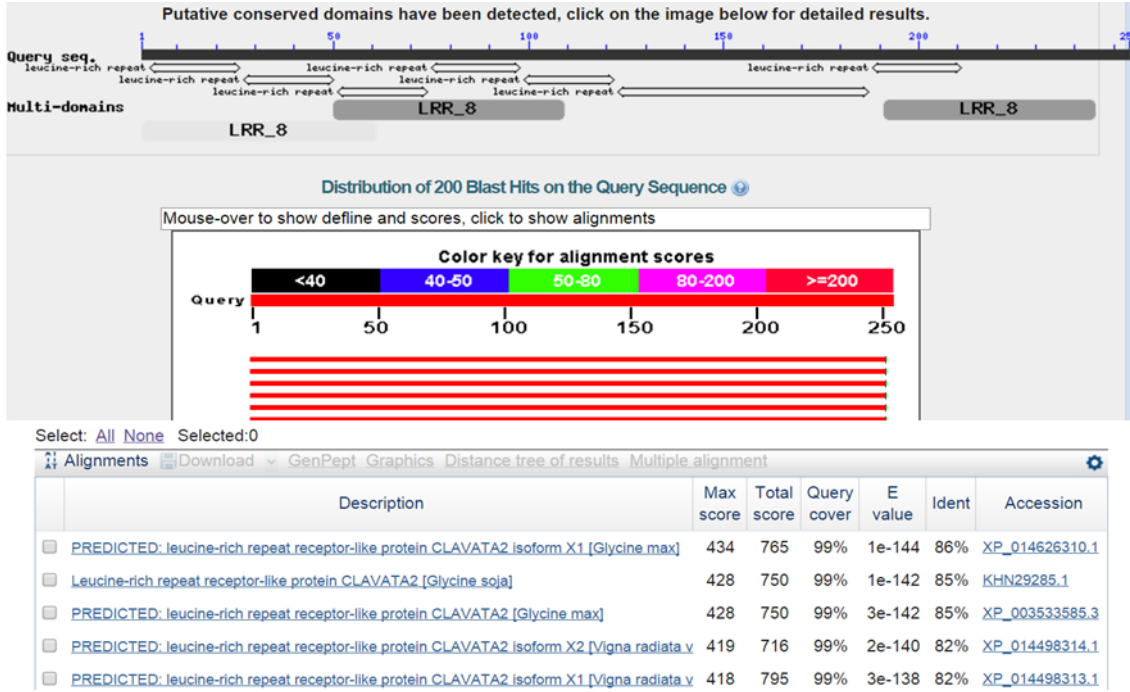 Putative conserved domains have been detected, click on the image below for detailed results.
1 50 100 150 200 25
Query seq.
leucine-rich repeat leucine-rich repeat leucine-rich repeat
leucine-rich repeat leucine-rich repeat
leucine-rich repeat leucine-rich repeat
Multi-domains LRR_8 LRR_8
LRR_8
Distribution of 200 Blast Hits on the Query Sequence
Mouse-over to show defline and scores, click to show alignments
Color key for alignment scores
<40 40-50 50-80 80-200 >=200
Query
1 50 100 150 200 250
Select: All None Selected:0
Alignments Download GenPept Graphics Distance tree of results Multiple alignment
Description Max score Total score Query cover E value Ident Accession
PREDICTED: leucine-rich repeat receptor-like protein CLAVATA2 isoform X1 [Glycine max] 434 765 99% 1e-144 86% XP_014626310.1
Leucine-rich repeat receptor-like protein CLAVATA2 [Glycine soja] 428 750 99% 1e-142 85% KHN29285.1
PREDICTED: leucine-rich repeat receptor-like protein CLAVATA2 [Glycine max] 428 750 99% 3e-142 85% XP_003533585.3
PREDICTED: leucine-rich repeat receptor-like protein CLAVATA2 isoform X2 [Vigna radiata v 419 716 99% 2e-140 82% XP_014498314.1
PREDICTED: leucine-rich repeat receptor-like protein CLAVATA2 isoform X1 [Vigna radiata v 418 795 99% 3e-138 82% XP_014498313.1